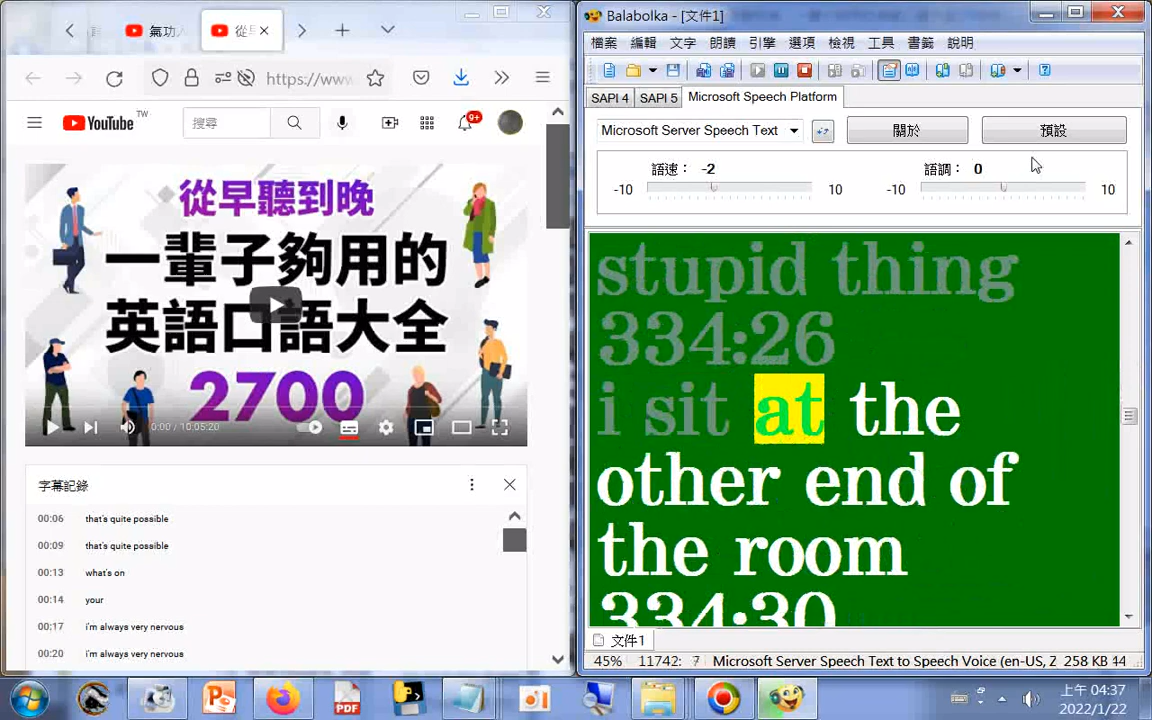 氣功
從
https://www
YouTube TW
搜尋
9+
從早聽到晚
一輩子夠用的
英語口語大全
2700
0:00 / 10:05:20
字幕記錄
00:06 that's quite possible
00:09 that's quite possible
00:13 what's on
00:14 your
00:17 i'm always very nervous
00:20 i'm always very nervous
Balabolka - [文件1]
檔案 編輯 文字 朗讀 引擎 選項 檢視 工具 書籤 說明
SAPI 4 SAPI 5 Microsoft Speech Platform
Microsoft Server Speech Text 關於 預設
語速： -2 語調： 0
-10 10 -10 10
stupid thing
334:26
i sit at the
other end of
the room
334:30
文件1
45% 11742: 7 Microsoft Server Speech Text to Speech Voice (en-US, Z 258 KB 44
上午 04:37
2022/1/22